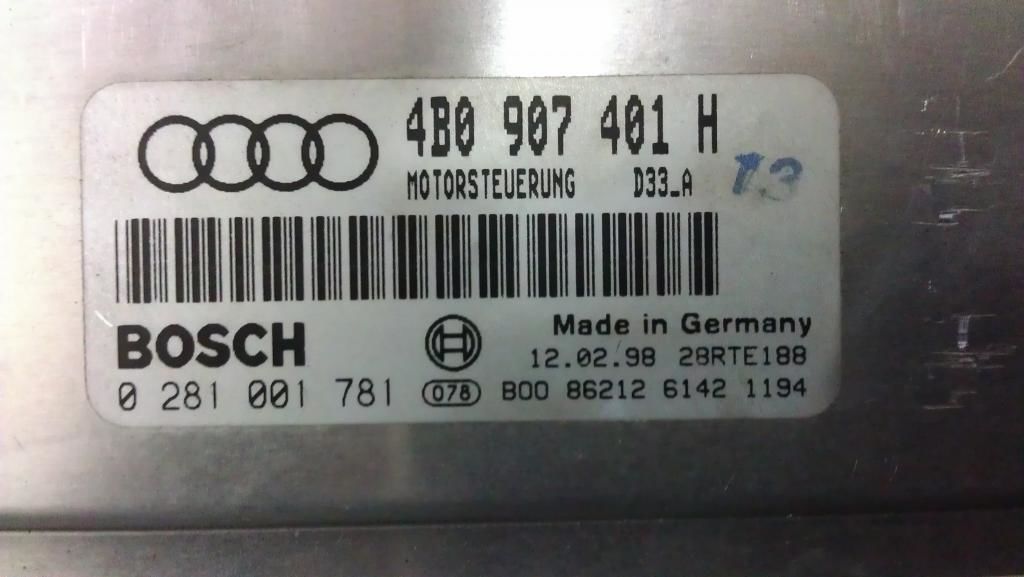 4B0 907 401 H
MOTORSTEUERUNG D33_A
13
BOSCH
Made in Germany
12.02.98 28RTE188
0 281 001 781 078 B00 86212 6142 1194